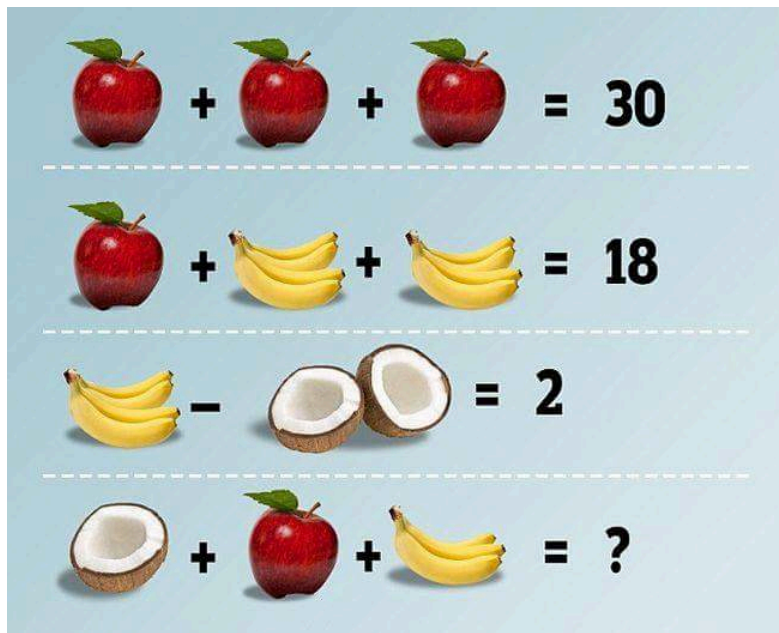 + + = 30
+ + = 18
– = 2
+ + = ?